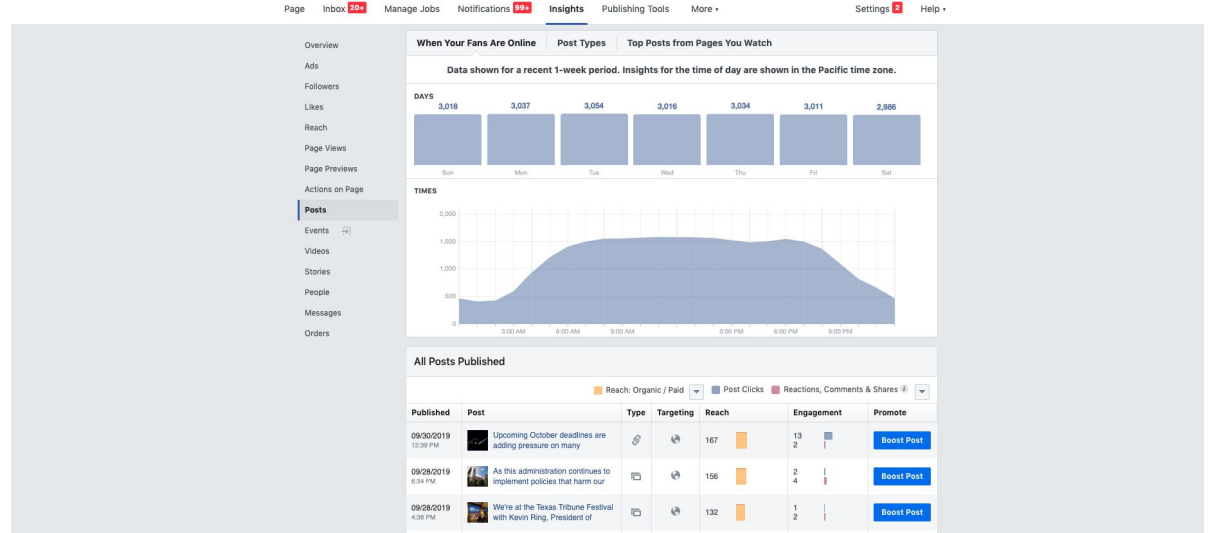 Page Inbox 20+ Manage Jobs Notifications 99+ Insights Publishing Tools More Settings 2 Help
Overview
Ads
Followers
Likes
Reach
Page Views
Page Previews
Actions on Page
Posts
Events
Videos
Stories
People
Messages
Orders
When Your Fans Are Online Post Types Top Posts from Pages You Watch
Data shown for a recent 1-week period. Insights for the time of day are shown in the Pacific time zone.
DAYS
3,018 3,037 3,054 3,016 3,034 3,011 2,986
Sun Mon Tue Wed Thu Fri Sat
TIMES
2,000
1,500
1,000
500
0
3:00 AM 6:00 AM 9:00 AM 3:00 PM 6:00 PM 9:00 PM
All Posts Published
Reach: Organic / Paid Post Clicks Reactions, Comments & Shares i
Published Post Type Targeting Reach Engagement Promote
09/30/2019 Upcoming October deadlines are 167 13 Boost Post
12:39 PM adding pressure on many 2
09/28/2019 As this administration continues to 156 2 Boost Post
6:34 PM implement policies that harm our 4
09/28/2019 We're at the Texas Tribune Festival 132 1 Boost Post
4:38 PM with Kevin Ring, President of 2